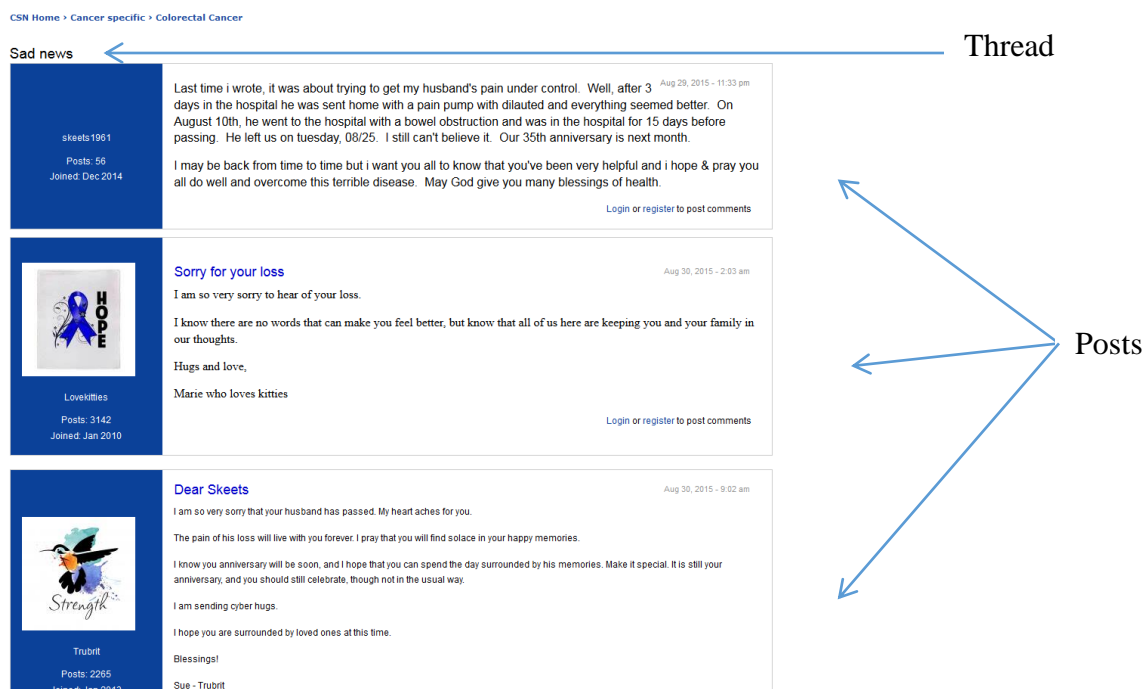 CSN Home › Cancer specific › Colorectal Cancer
Sad news
Thread
Last time i wrote, it was about trying to get my husband's pain under control.  Well, after 3
Aug 29, 2015 - 11:33 pm
days in the hospital he was sent home with a pain pump with dilauted and everything seemed better.  On
August 10th, he went to the hospital with a bowel obstruction and was in the hospital for 15 days before
passing.  He left us on tuesday, 08/25.  I still can't believe it.  Our 35th anniversary is next month.
I may be back from time to time but i want you all to know that you've been very helpful and i hope & pray you
all do well and overcome this terrible disease.  May God give you many blessings of health.
Login or register to post comments
skeets1961
Posts: 56
Joined: Dec 2014
HOPE
Lovekitties
Posts: 3142
Joined: Jan 2010
Sorry for your loss
Aug 30, 2015 - 2:03 am
I am so very sorry to hear of your loss.
I know there are no words that can make you feel better, but know that all of us here are keeping you and your family in
our thoughts.
Hugs and love,
Marie who loves kitties
Login or register to post comments
Posts
Strength
Trubrit
Posts: 2265
Joined: Jan 2013
Dear Skeets
Aug 30, 2015 - 9:02 am
I am so very sorry that your husband has passed. My heart aches for you.
The pain of his loss will live with you forever. I pray that you will find solace in your happy memories.
I know you anniversary will be soon, and I hope that you can spend the day surrounded by his memories. Make it special. It is still your
anniversary, and you should still celebrate, though not in the usual way.
I am sending cyber hugs.
I hope you are surrounded by loved ones at this time.
Blessings!
Sue - Trubrit